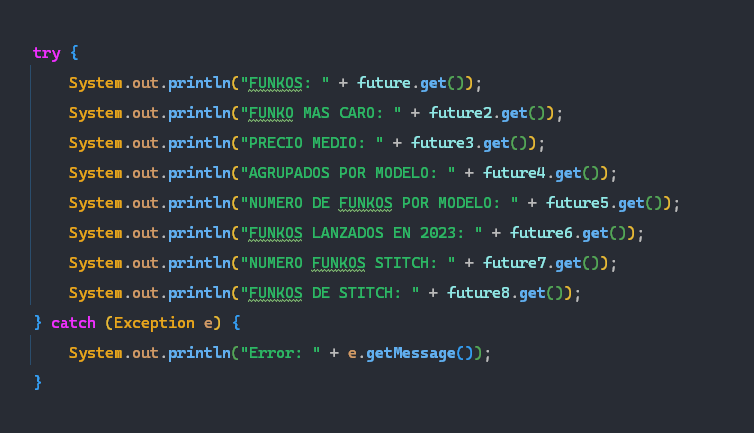 try {
System.out.println("FUNKOS: " + future.get());
System.out.println("FUNKO MAS CARO: " + future2.get());
System.out.println("PRECIO MEDIO: " + future3.get());
System.out.println("AGRUPADOS POR MODELO: " + future4.get());
System.out.println("NUMERO DE FUNKOS POR MODELO: " + future5.get());
System.out.println("FUNKOS LANZADOS EN 2023: " + future6.get());
System.out.println("NUMERO FUNKOS STITCH: " + future7.get());
System.out.println("FUNKOS DE STITCH: " + future8.get());
} catch (Exception e) {
System.out.println("Error: " + e.getMessage());
}